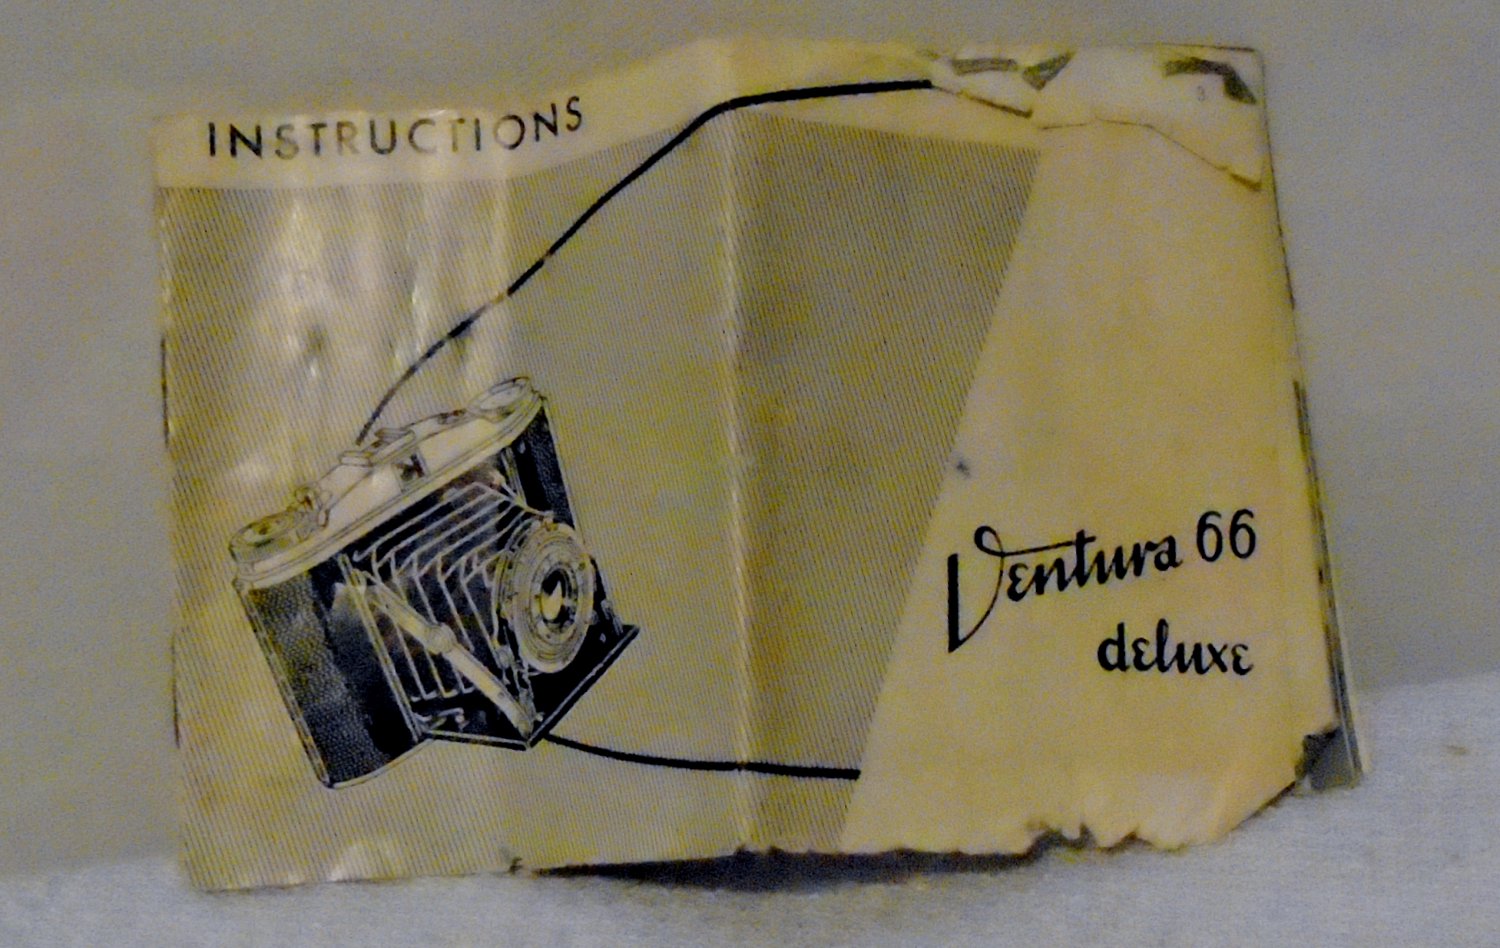 INSTRUCTIONS
Ventura 66
deluxe